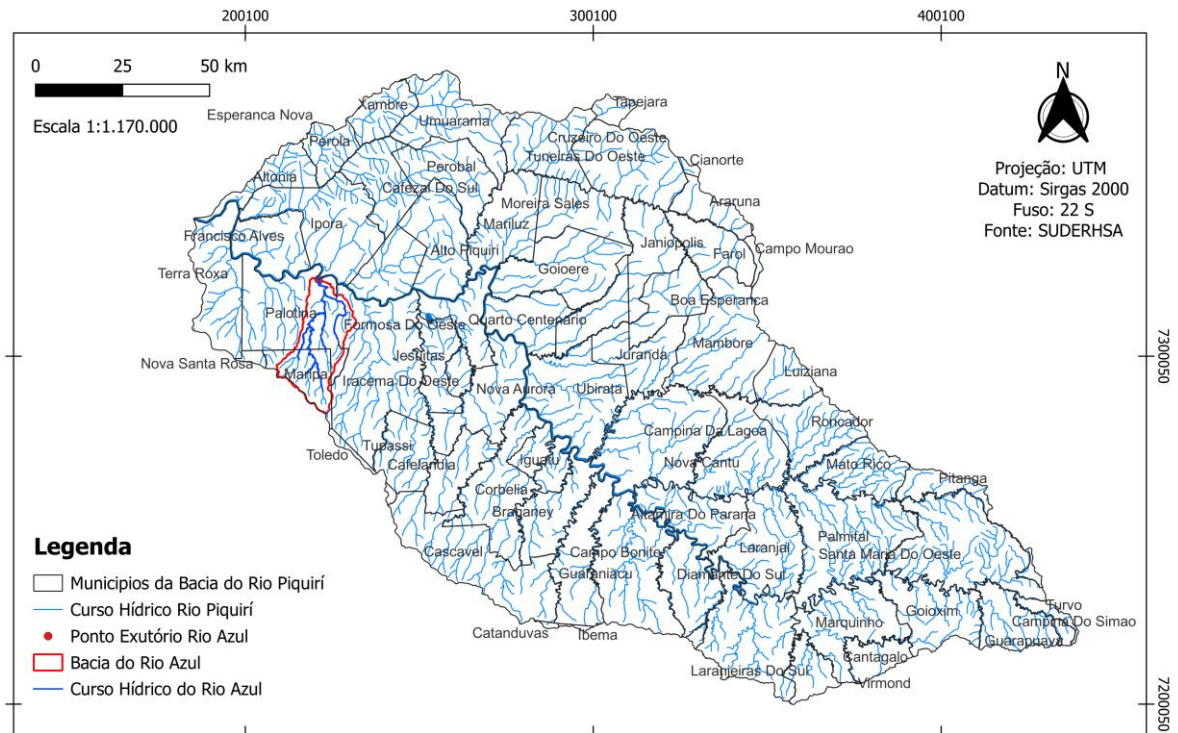 200100 300100 400100
0 25 50 km
Escala 1:1.170.000
N
Projeção: UTM
Datum: Sirgas 2000
Fuso: 22 S
Fonte: SUDERHSA
Esperanca Nova
Xambre
Tapejara
Umuarama
Perola
Cruzeiro Do Oeste
Tuneiras Do Oeste
Cianorte
Perobal
Altonia
Cafezal Do Sul
Moreira Sales
Araruna
Ipora
Mariluz
Francisco Alves
Alto Piquiri
Janiopolis
Farol
Campo Mourao
Terra Roxa
Goioere
Boa Esperança
Palotina
Formosa Do Oeste
Quarto Centenario
Mambore
7300050
Nova Santa Rosa
Jesuitas
Juranda
Luiziana
Maripa
Iracema Do Oeste
Nova Aurora
Ubirata
Roncador
Campina Da Lagoa
Toledo
Tupassi
Cafelandia
Iguatu
Nova Cantu
Mato Rico
Pitanga
Corbelia
Braganey
Altamira Do Parana
Palmital
Cascavel
Campo Bonito
Laranjal
Santa Maria Do Oeste
Guaraniacu
Diamante Do Sul
Turvo
Goioxim
Campina Do Simao
Marquinho
Guarapuava
Catanduvas
Ibema
Cantagalo
Laranjeiras Do Sul
Virmond
7200050
Legenda
Municipios da Bacia do Rio Piquirí
Curso Hídrico Rio Piquirí
Ponto Exutório Rio Azul
Bacia do Rio Azul
Curso Hídrico do Rio Azul